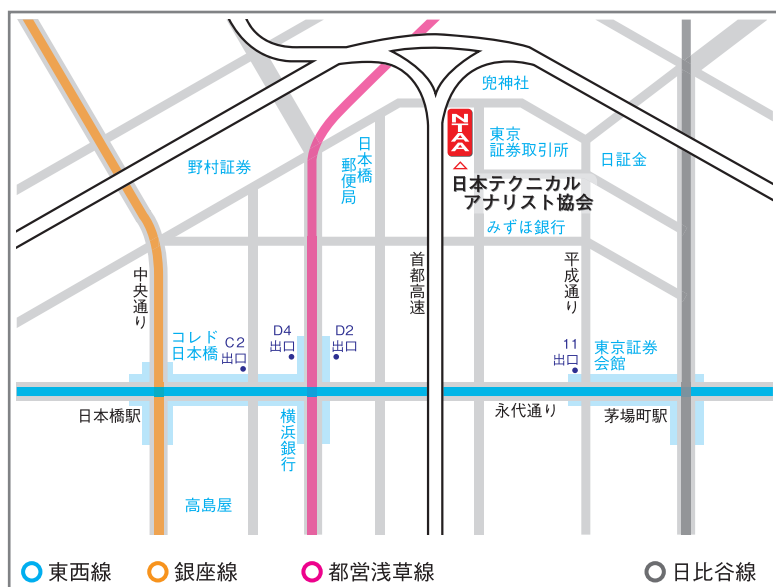 兜神社
NTAA
東京
証券取引所
日本橋
郵便局
野村証券
日証金
日本テクニカル
アナリスト協会
みずほ銀行
中央通り
首都高速
平成通り
コレド
日本橋
C2
出口
D4
出口
D2
出口
11
出口
東京証券
会館
日本橋駅
横浜銀行
永代通り
茅場町駅
高島屋
東西線
銀座線
都営浅草線
日比谷線